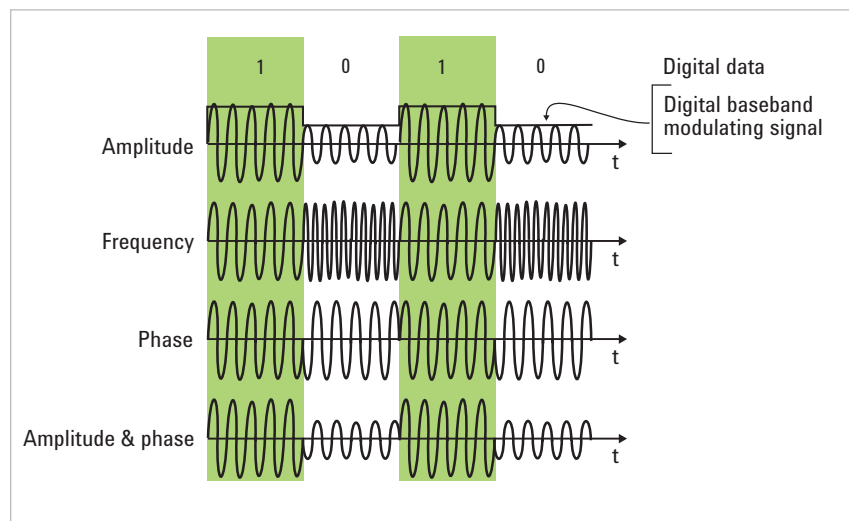 1 0 1 0 Digital data
Digital baseband
modulating signal
Amplitude
t
Frequency
t
Phase
t
Amplitude & phase
t